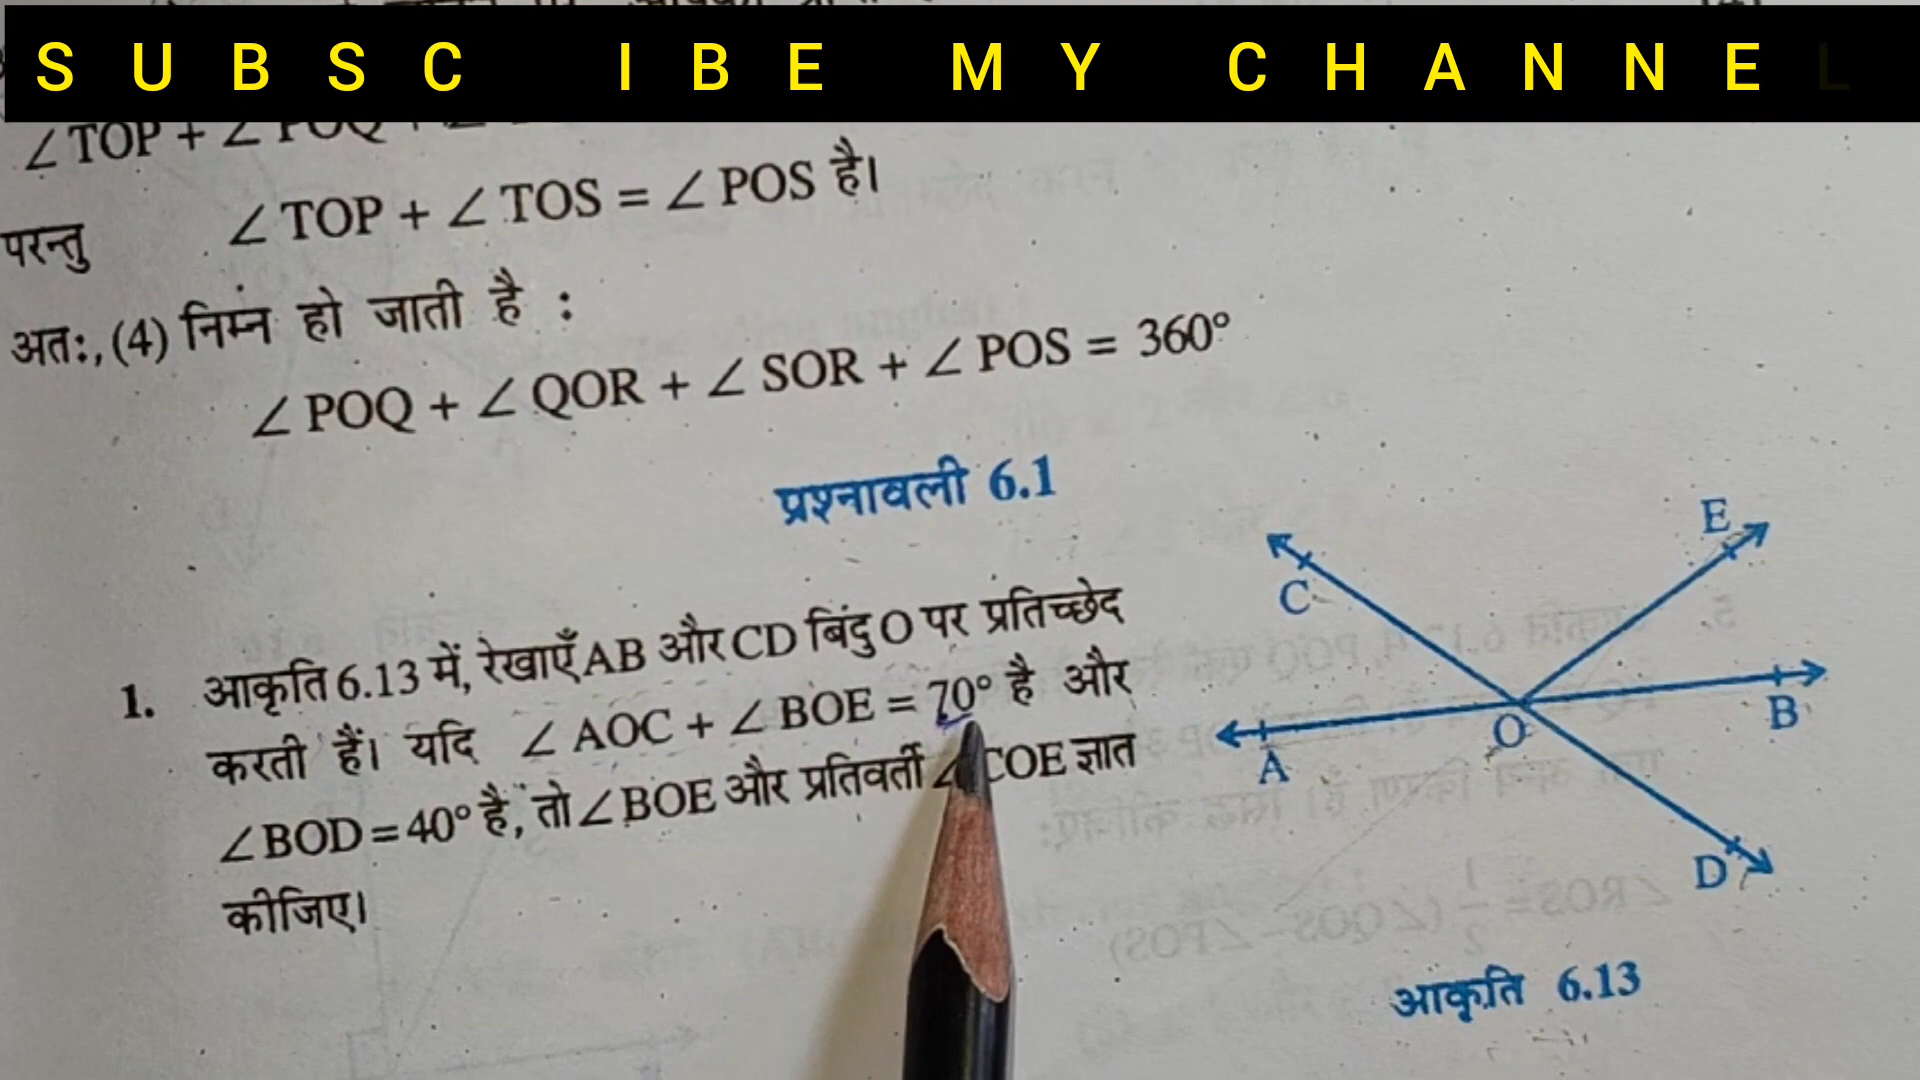 S U B S C I B E M Y C H A N N E L
∠TOP + ∠POQ
परन्तु ∠TOP + ∠TOS = ∠POS है।
अतः, (4) निम्न हो जाती है :
∠POQ + ∠QOR + ∠SOR + ∠POS = 360°
प्रश्नावली 6.1
1. आकृति 6.13 में, रेखाएँ AB और CD बिंदु O पर प्रतिच्छेद
करती हैं। यदि ∠AOC + ∠BOE = 70° है और
∠BOD = 40° है, तो ∠BOE और प्रतिवर्ती ∠COE ज्ञात
कीजिए।
C
E
O
B
A
D
आकृति 6.13